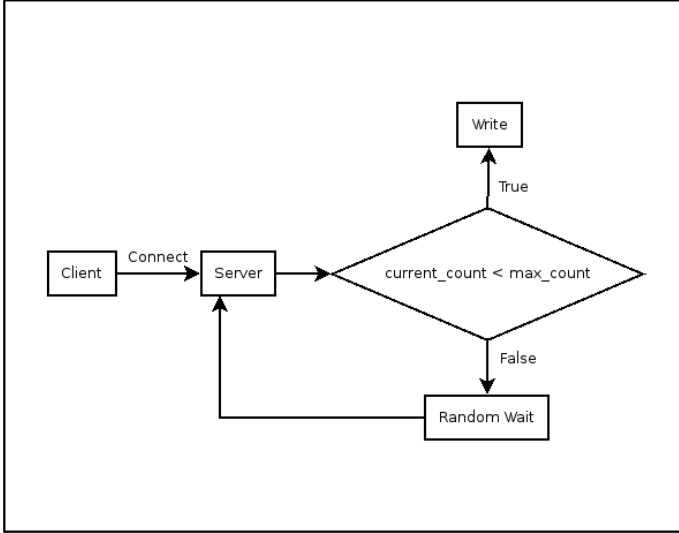 Write
True
Connect
Client
Server
current_count < max_count
False
Random Wait